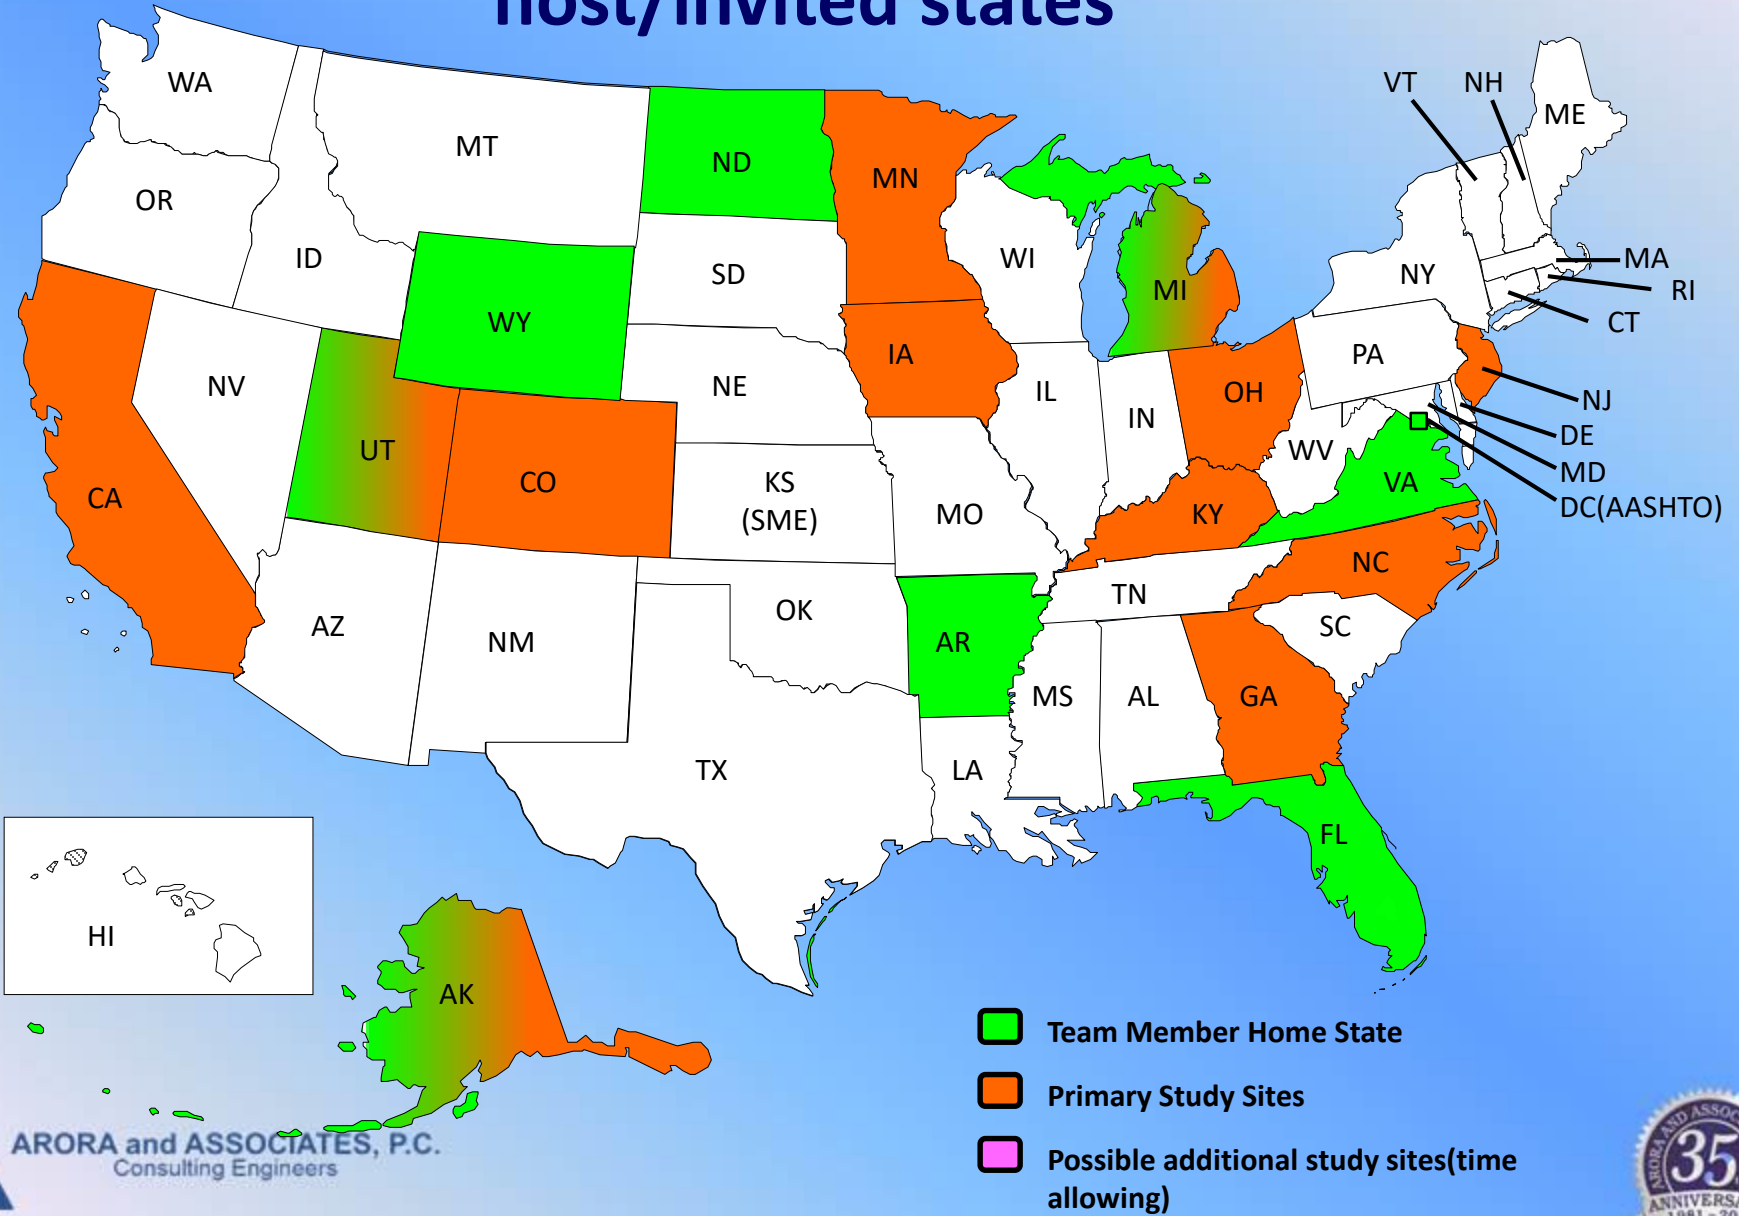 host/invited states
WA
MT
ND
MN
VT
NH
ME
OR
ID
SD
WI
MI
NY
MA
RI
CT
WY
IA
NE
PA
NV
UT
CO
IL
IN
OH
NJ
DE
MD
DC(AASHTO)
WV
VA
CA
KS
(SME)
MO
KY
NC
TN
AZ
NM
OK
AR
SC
MS
AL
GA
TX
LA
FL
HI
AK
Team Member Home State
Primary Study Sites
Possible additional study sites(time
allowing)
ARORA and ASSOCIATES, P.C.
Consulting Engineers
35